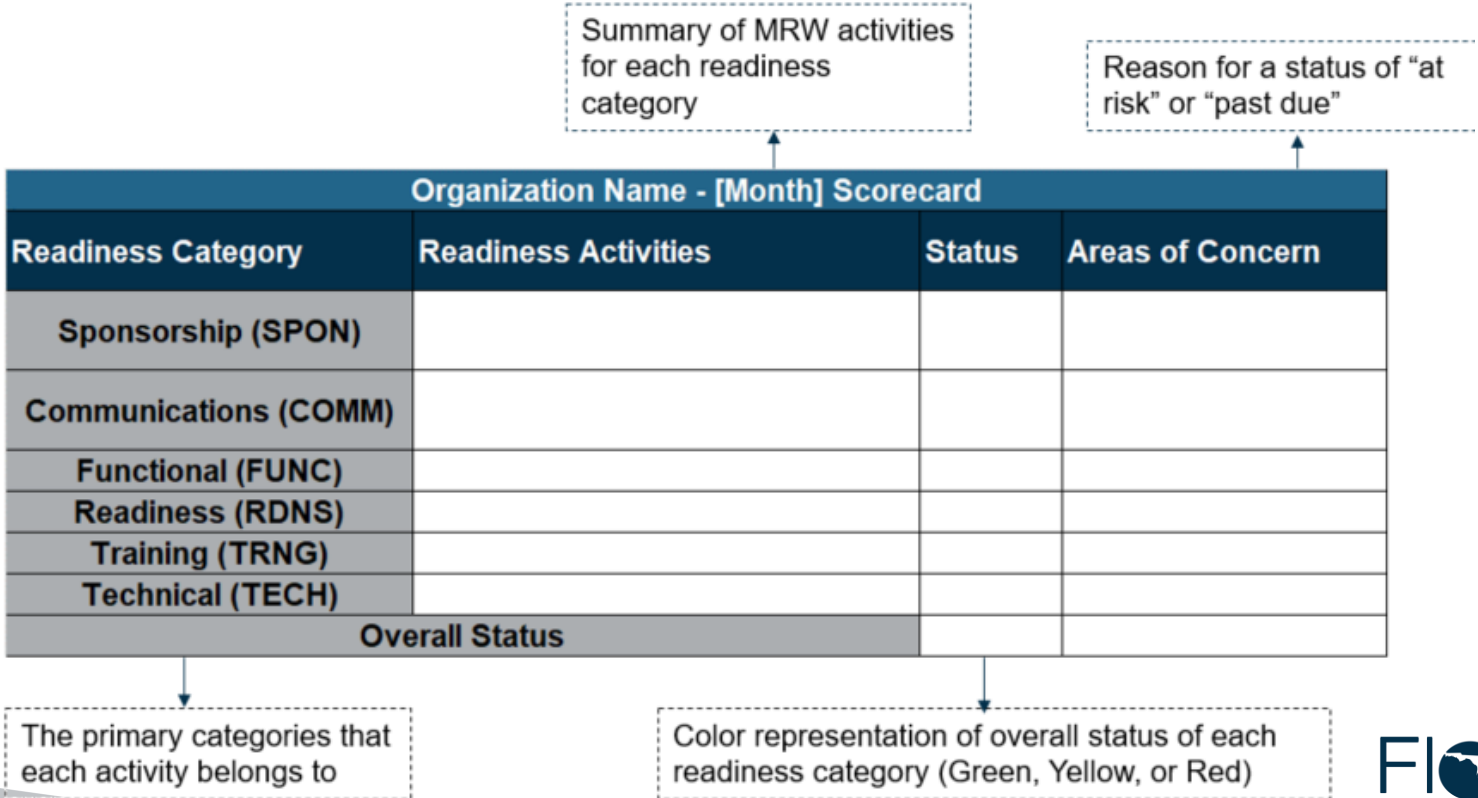 Summary of MRW activities
for each readiness
category
Reason for a status of “at
risk” or “past due”
Organization Name - [Month] Scorecard
Readiness Category Readiness Activities Status Areas of Concern
Sponsorship (SPON)
Communications (COMM)
Functional (FUNC)
Readiness (RDNS)
Training (TRNG)
Technical (TECH)
Overall Status
The primary categories that
each activity belongs to
Color representation of overall status of each
readiness category (Green, Yellow, or Red)